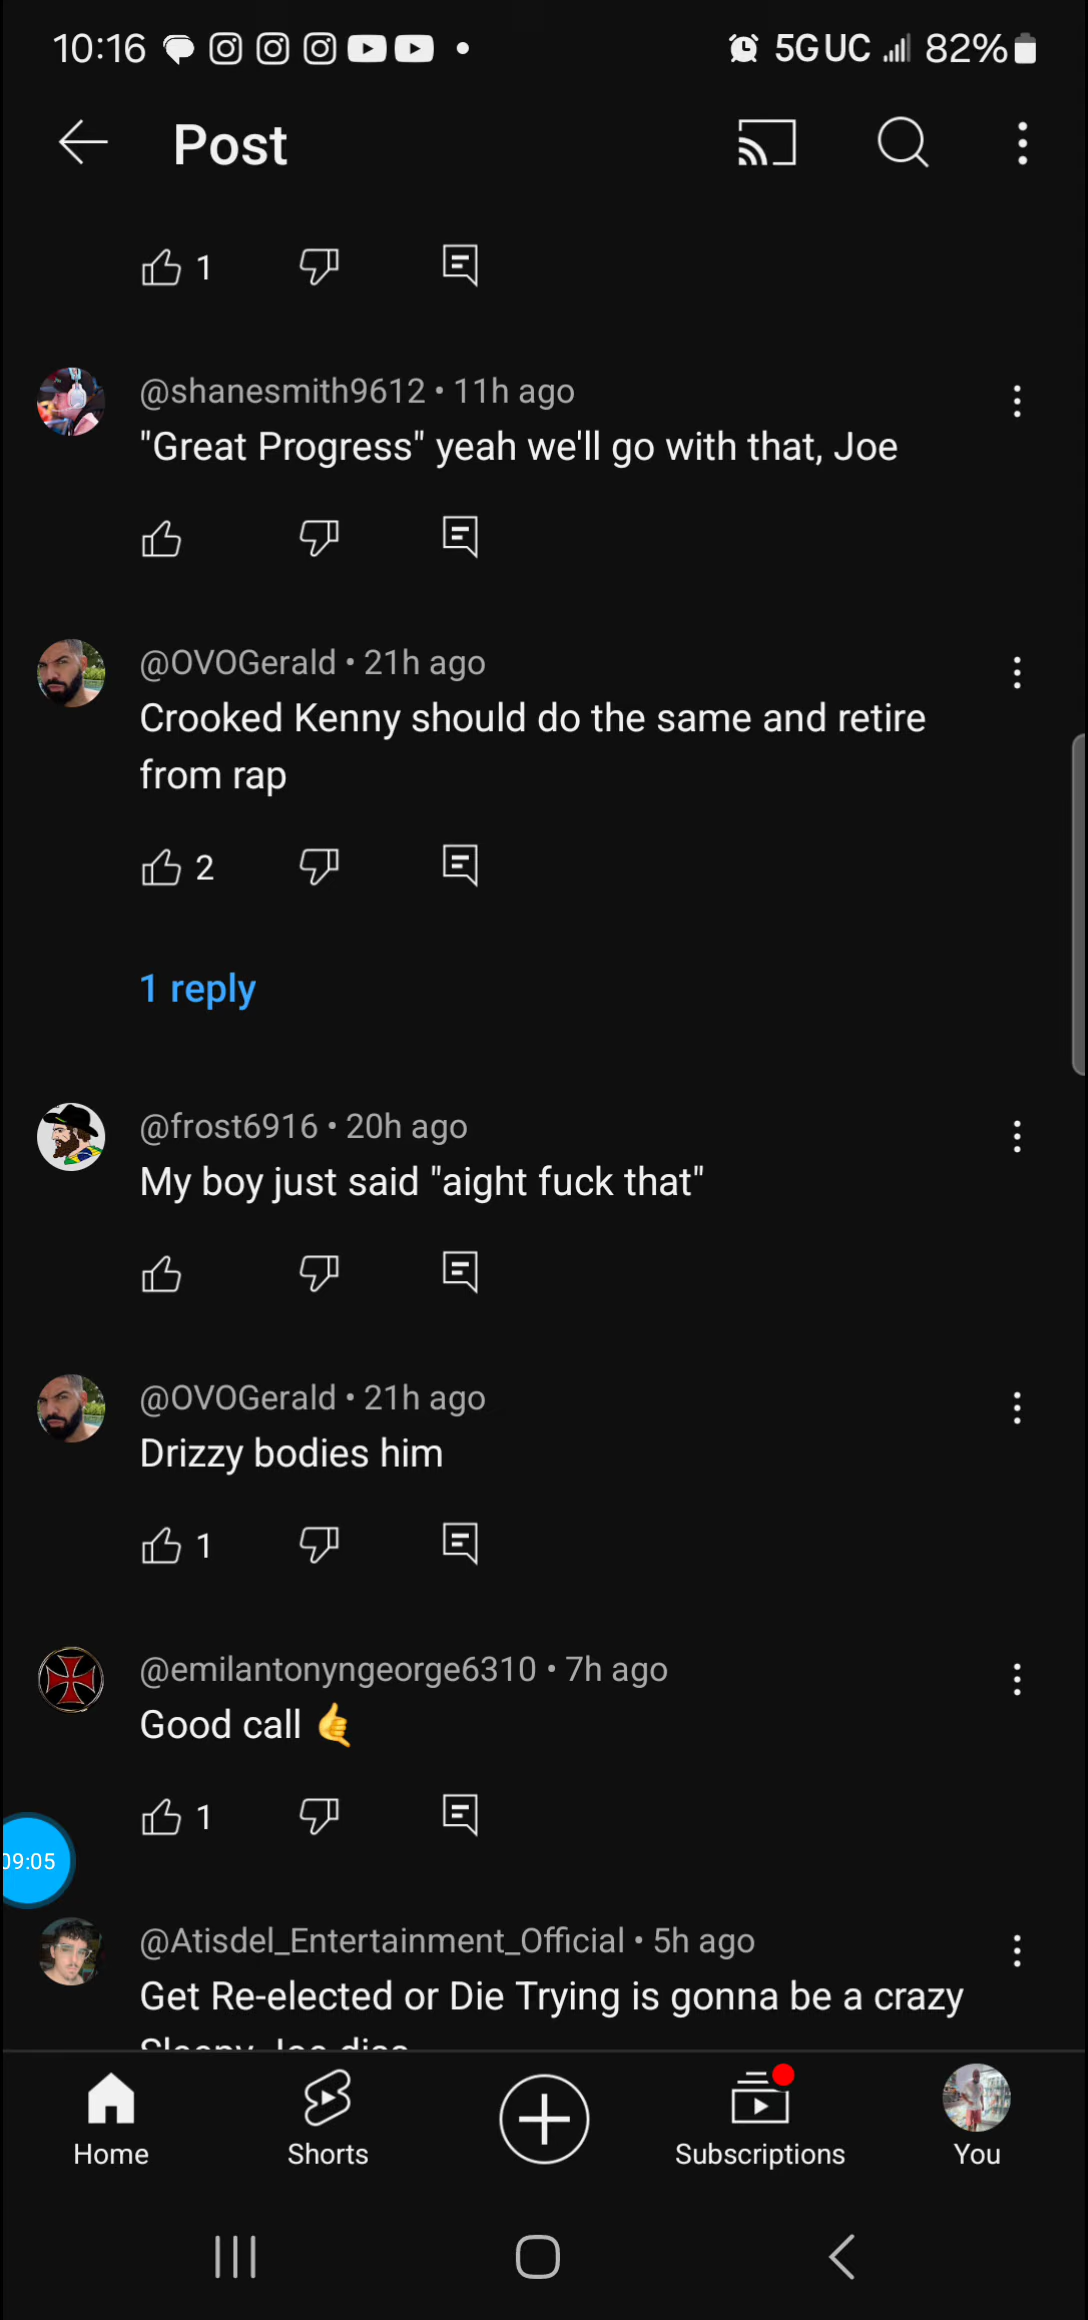 10:16 5G UC 82%
Post
1
@shanesmith9612 • 11h ago
"Great Progress" yeah we'll go with that, Joe
@OVOGerald • 21h ago
Crooked Kenny should do the same and retire
from rap
2
1 reply
@frost6916 • 20h ago
My boy just said "aight fuck that"
@OVOGerald • 21h ago
Drizzy bodies him
1
@emilantonyngeorge6310 • 7h ago
Good call 🤙
1
09:05
@Atisdel_Entertainment_Official • 5h ago
Get Re-elected or Die Trying is gonna be a crazy
Sleepy Joe diss
Home Shorts Subscriptions You